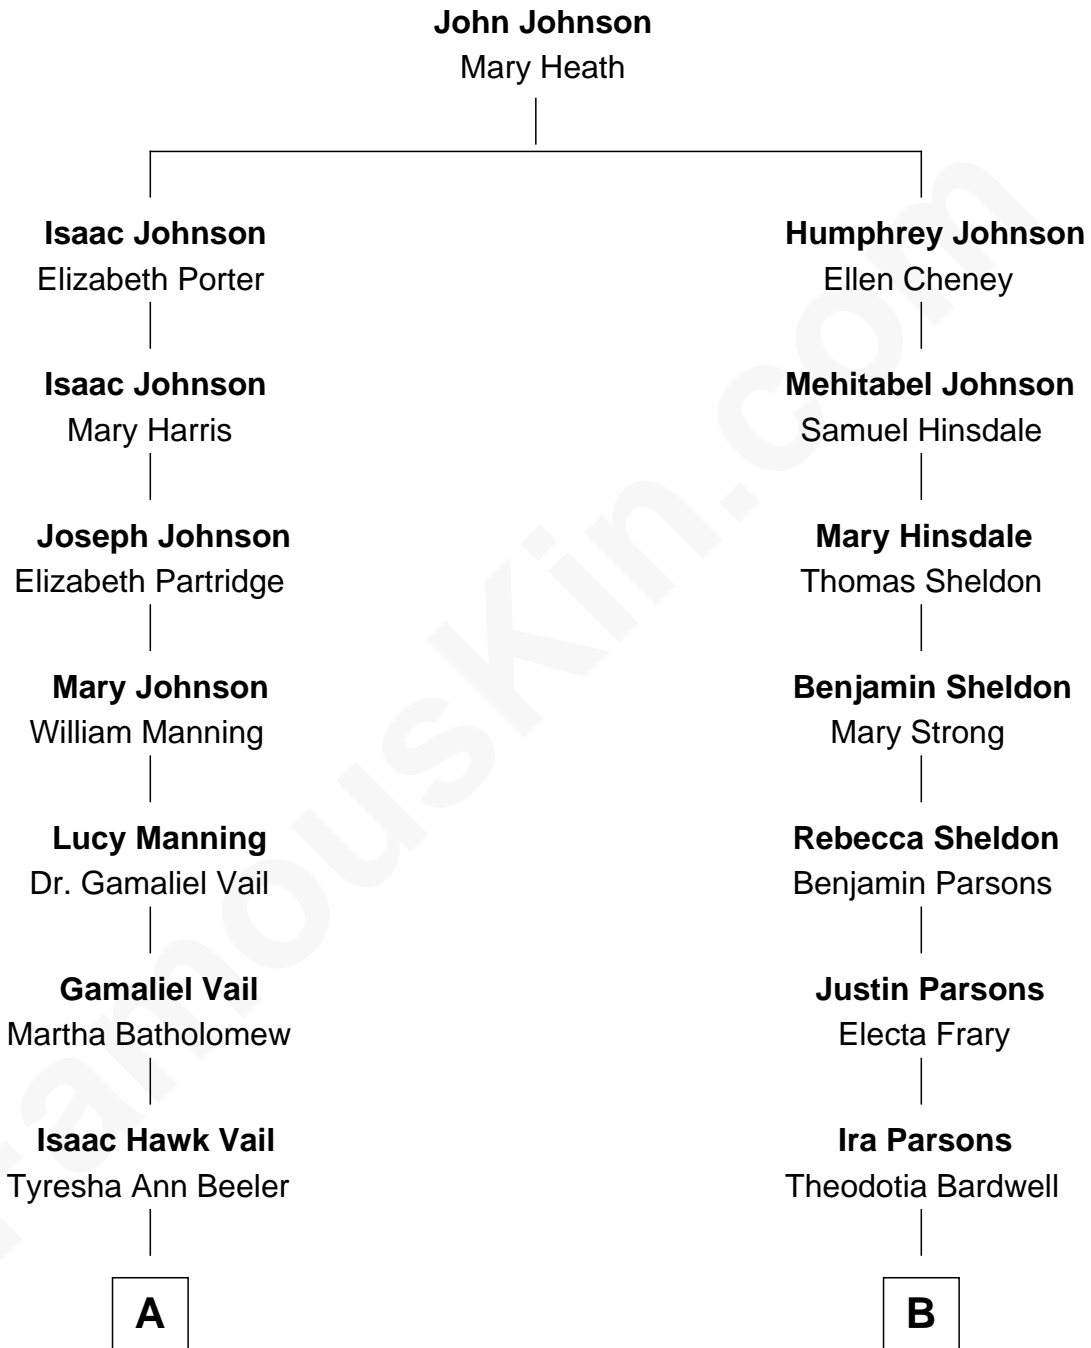 John Johnson
Mary Heath
Isaac Johnson
Elizabeth Porter
Humphrey Johnson
Ellen Cheney
Isaac Johnson
Mary Harris
Mehitabel Johnson
Samuel Hinsdale
Joseph Johnson
Elizabeth Partridge
Mary Hinsdale
Thomas Sheldon
Mary Johnson
William Manning
Benjamin Sheldon
Mary Strong
Lucy Manning
Dr. Gamaliel Vail
Rebecca Sheldon
Benjamin Parsons
Gamaliel Vail
Martha Batholomew
Justin Parsons
Electa Frary
Isaac Hawk Vail
Tyresha Ann Beeler
Ira Parsons
Theodotia Bardwell
A
B
FamousKin.com